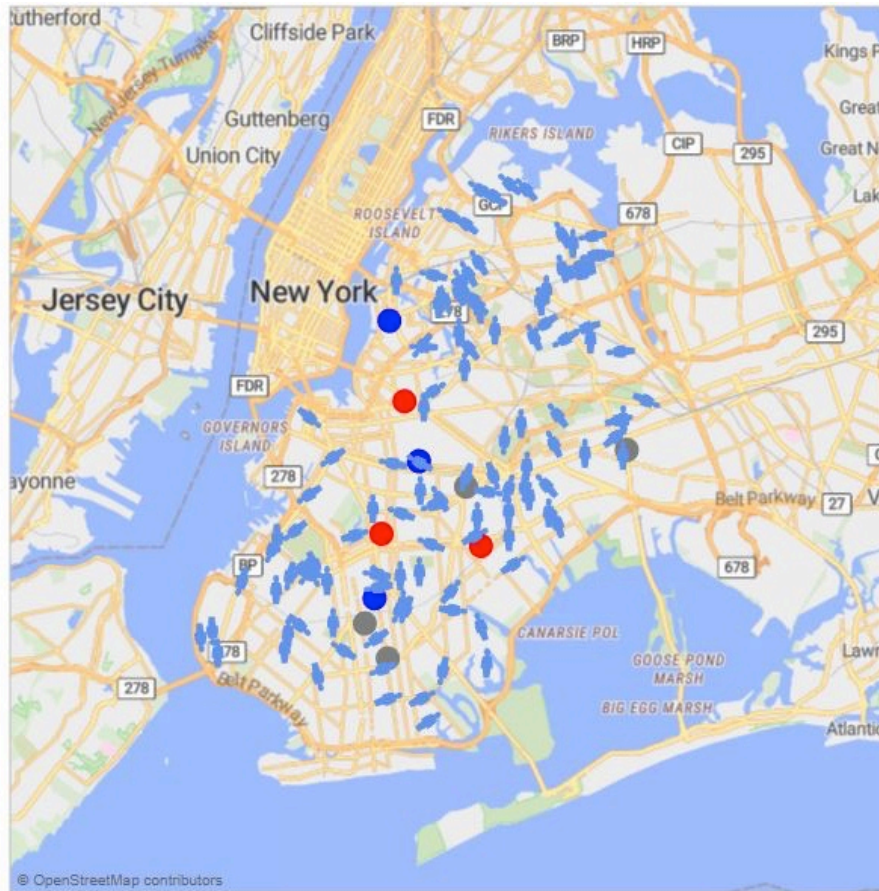 Rutherford
Cliffside Park
BRP
HRP
Kings P
New Jersey Turnpike
Guttenberg
FDR
RIKERS ISLAND
Great
Union City
CIP
295
Great N
GCP
678
Lak
ROOSEVELT
ISLAND
Jersey City
New York
278
295
FDR
GOVERNORS
ISLAND
278
ayonne
Belt Parkway
27
V
BP
678
CANARSIE POL
278
GOOSE POND
MARSH
Lawr
278
Belt Parkway
BIG EGG MARSH
Atlantic
© OpenStreetMap contributors